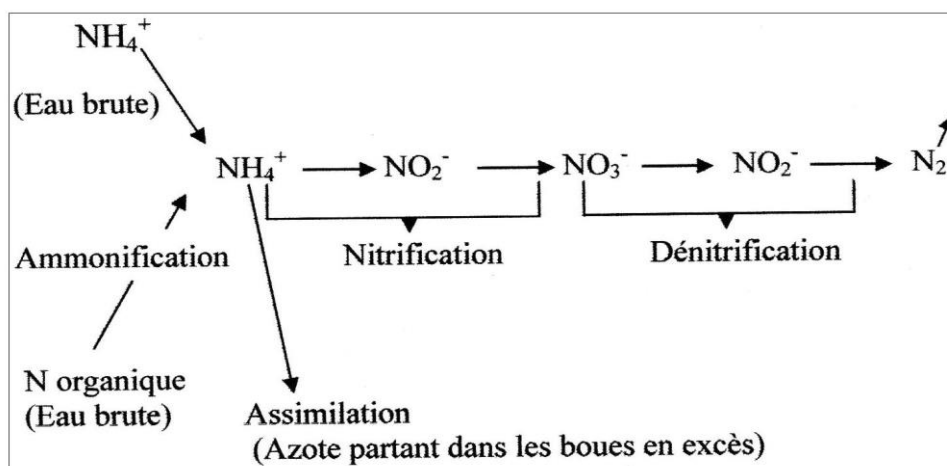 NH₄⁺
(Eau brute)
NH₄⁺ NO₂⁻ NO₃⁻ NO₂⁻ N₂
Ammonification Nitrification Dénitrification
N organique
(Eau brute)
Assimilation
(Azote partant dans les boues en excès)